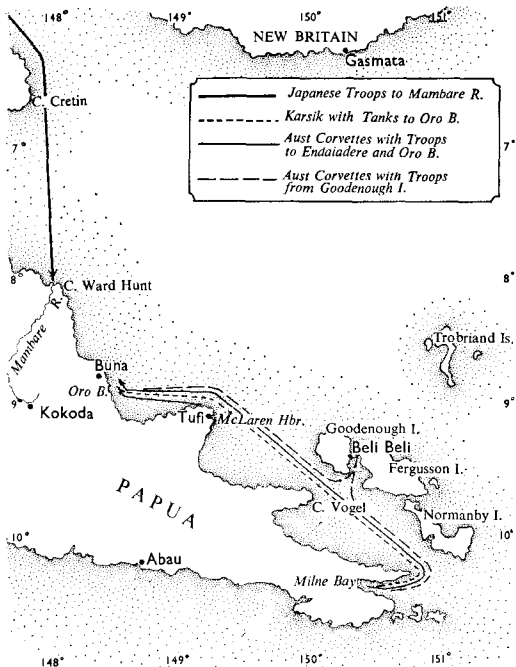 148° 149° 150° 151°
NEW BRITAIN
Gasmata
C. Cretin
Japanese Troops to Mambare R.
Karsik with Tanks to Oro B.
Aust Corvettes with Troops
to Endaiadere and Oro B.
Aust Corvettes with Troops
from Goodenough I.
7° 7°
8° 8°
C. Ward Hunt
Mambare R.
Trobriand Is.
Buna
Oro B.
9° 9°
Kokoda
Tufi McLaren Hbr.
Goodenough I.
Beli Beli
Fergusson I.
PAPUA
C. Vogel
Normanby I.
10° 10°
Abau
Milne Bay
148° 149° 150° 151°